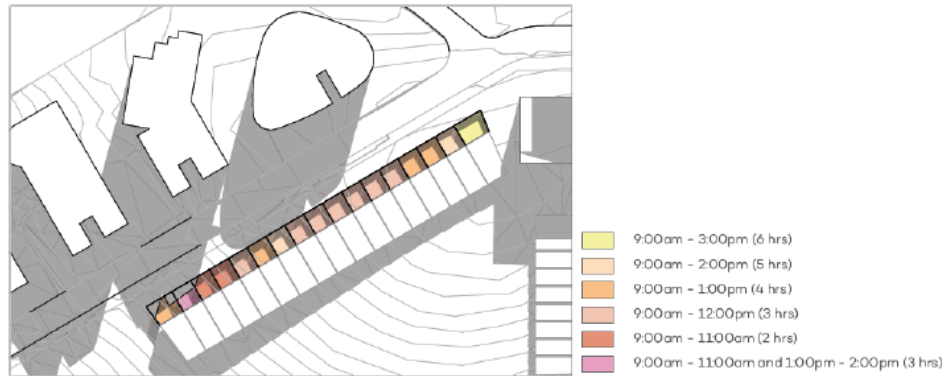 9:00am - 3:00pm (6 hrs)
9:00am - 2:00pm (5 hrs)
9:00am - 1:00pm (4 hrs)
9:00am - 12:00pm (3 hrs)
9:00am - 11:00am (2 hrs)
9:00am - 11:00am and 1:00pm - 2:00pm (3 hrs)